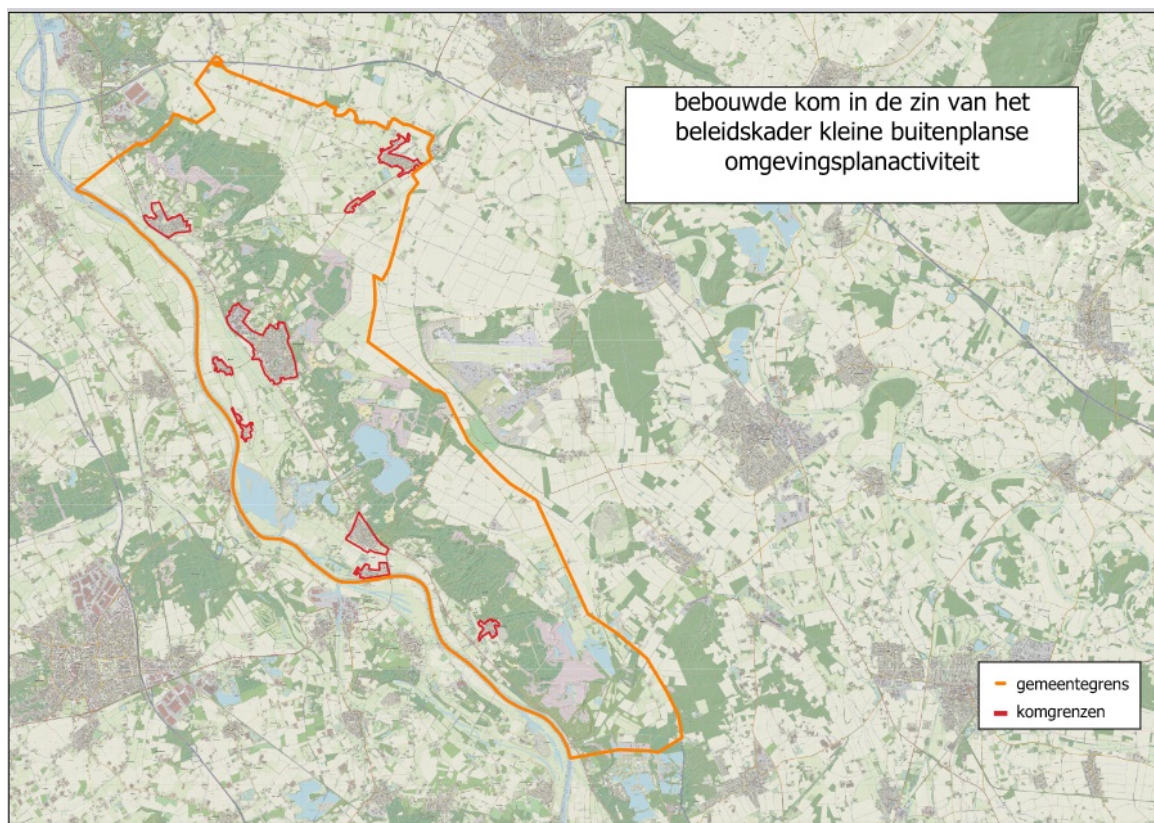 bebouwde kom in de zin van het
beleidskader kleine buitenplanse
omgevingsplanactiviteit
gemeentegrens
komgrenzen